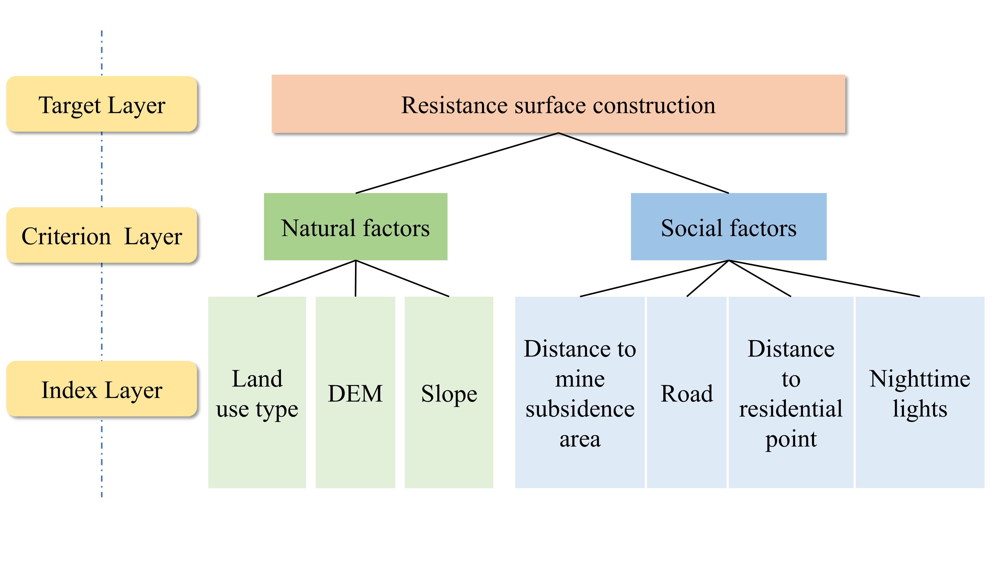 Target Layer
Resistance surface construction
Criterion  Layer
Natural factors
Social factors
Index Layer
Land
use type
DEM
Slope
Distance to
mine
subsidence
area
Road
Distance
to
residential
point
Nighttime
lights